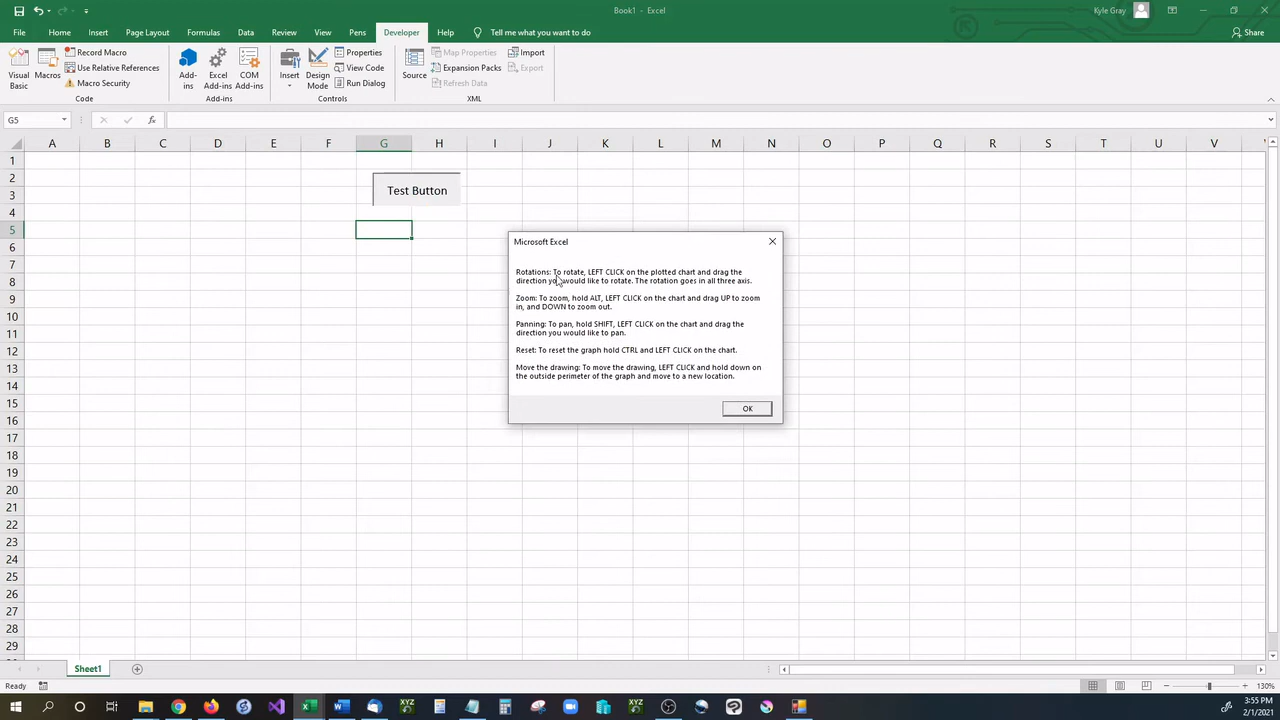 Book1 - Excel
Kyle Gray
File Home Insert Page Layout Formulas Data Review View Pens Developer Help Tell me what you want to do
Share
Visual Basic
Macros
Record Macro
Use Relative References
Macro Security
Code
Add-ins
Excel Add-ins
COM Add-ins
Add-ins
Insert
Design Mode
Properties
View Code
Run Dialog
Controls
Source
Map Properties
Expansion Packs
Refresh Data
Import
Export
XML
G5
fx
A B C D E F G H I J K L M N O P Q R S T U V
1
2
3
4
5
6
7
8
9
10
11
12
13
14
15
16
17
18
19
20
21
22
23
24
25
26
27
28
29
Test Button
Microsoft Excel
Rotations: To rotate, LEFT CLICK on the plotted chart and drag the
direction you would like to rotate. The rotation goes in all three axis.
Zoom: To zoom, hold ALT, LEFT CLICK on the chart and drag UP to zoom
in, and DOWN to zoom out.
Panning: To pan, hold SHIFT, LEFT CLICK on the chart and drag the
direction you would like to pan.
Reset: To reset the graph hold CTRL and LEFT CLICK on the chart.
Move the drawing: To move the drawing, LEFT CLICK and hold down on
the outside perimeter of the graph and move to a new location.
OK
Sheet1
Ready
130%
XYZ
XYZ
3:55 PM
2/1/2021